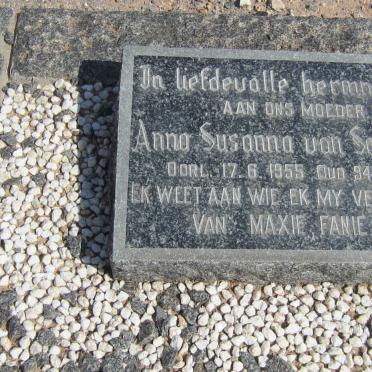 In liefdevolle
AAN ONS MOEDER
Anna Susanna van
OORL. 17. 6. 1955 OUD
EK WEET AAN WIE EK MY
VAN: MAXIE, FANIE